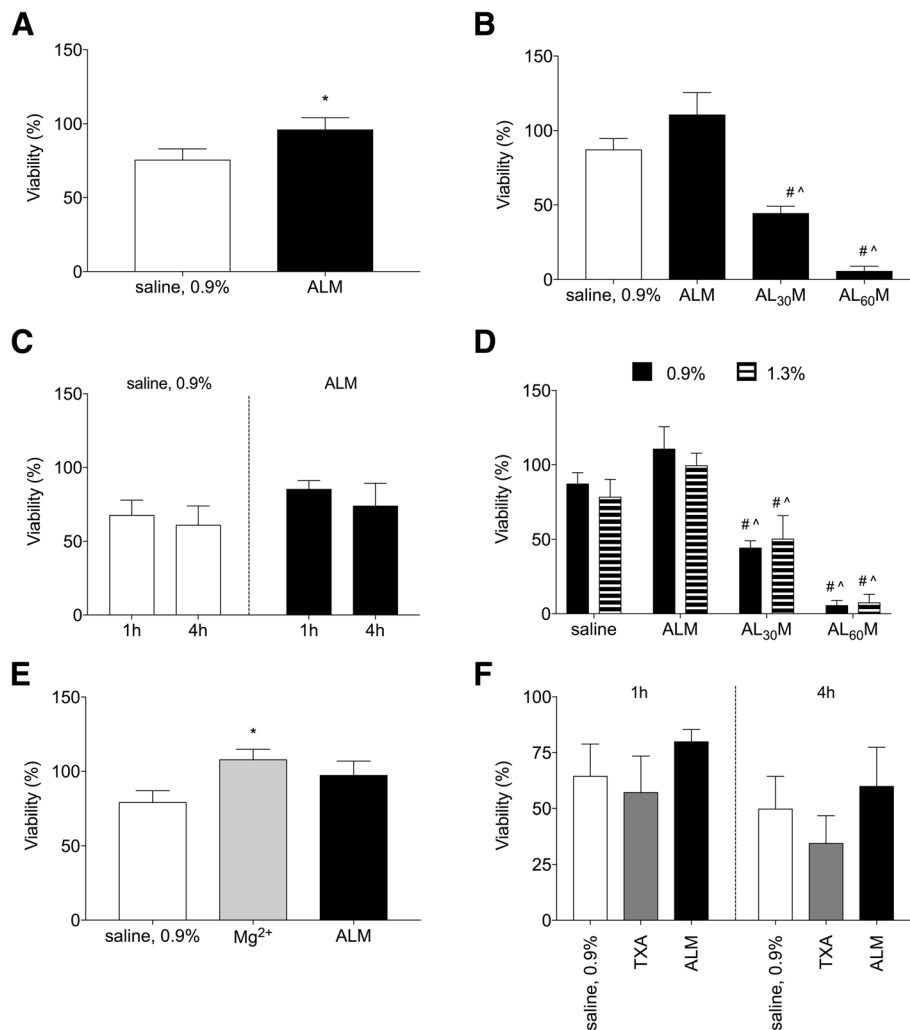 A
Viability (%)
150
100
50
0
*
saline, 0.9% ALM
B
Viability (%)
150
100
50
0
# ^
# ^
saline, 0.9% ALM AL₃₀M AL₆₀M
C
saline, 0.9% ALM
Viability (%)
150
100
50
0
1h 4h 1h 4h
D
0.9% 1.3%
Viability (%)
150
100
50
0
# ^ # ^
# ^ # ^
saline ALM AL₃₀M AL₆₀M
E
Viability (%)
150
100
50
0
*
saline, 0.9% Mg²⁺ ALM
F
1h 4h
Viability (%)
100
75
50
25
0
saline, 0.9%
TXA
ALM
saline, 0.9%
TXA
ALM